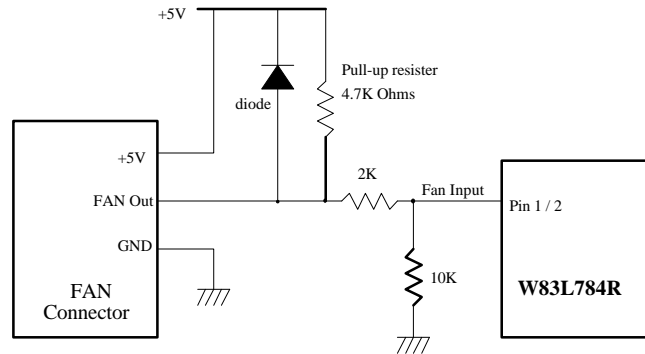 +5V
Pull-up resister
4.7K Ohms
diode
+5V
2K
Fan Input
FAN Out
Pin 1 / 2
GND
10K
W83L784R
FAN
Connector